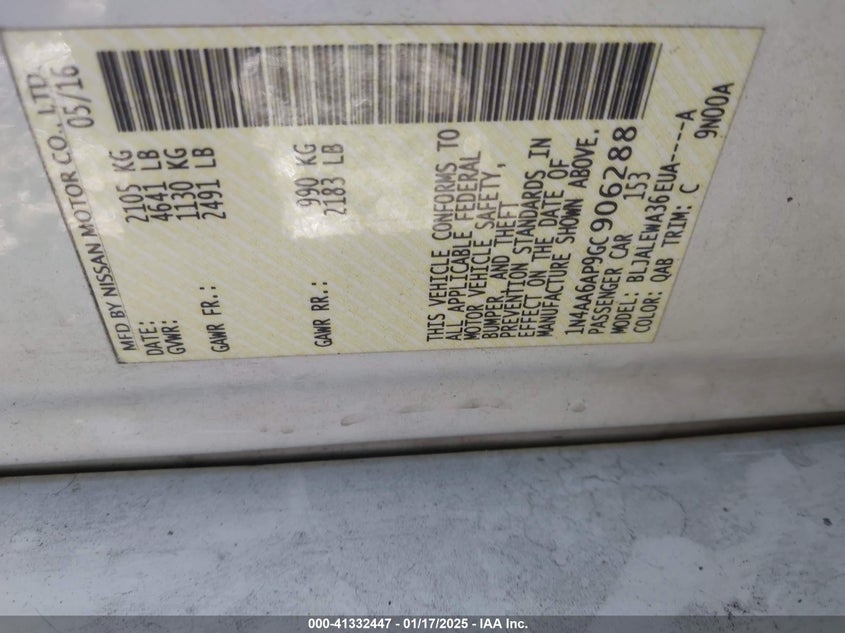 MFD BY NISSAN MOTOR CO., LTD.
DATE: 05/16
GVWR: 2105 KG
4641 LB
GAWR FR.: 1130 KG
2491 LB
GAWR RR.: 990 KG
2183 LB
THIS VEHICLE CONFORMS TO
ALL APPLICABLE FEDERAL
MOTOR VEHICLE SAFETY,
BUMPER, AND THEFT
PREVENTION STANDARDS IN
EFFECT ON THE DATE OF
MANUFACTURE SHOWN ABOVE.
1N4AA6AP9GC906288
PASSENGER CAR 153
MODEL: BLJALEWA36EUA----A
COLOR: QAB TRIM: C 9N00A
000-41332447 - 01/17/2025 - IAA Inc.